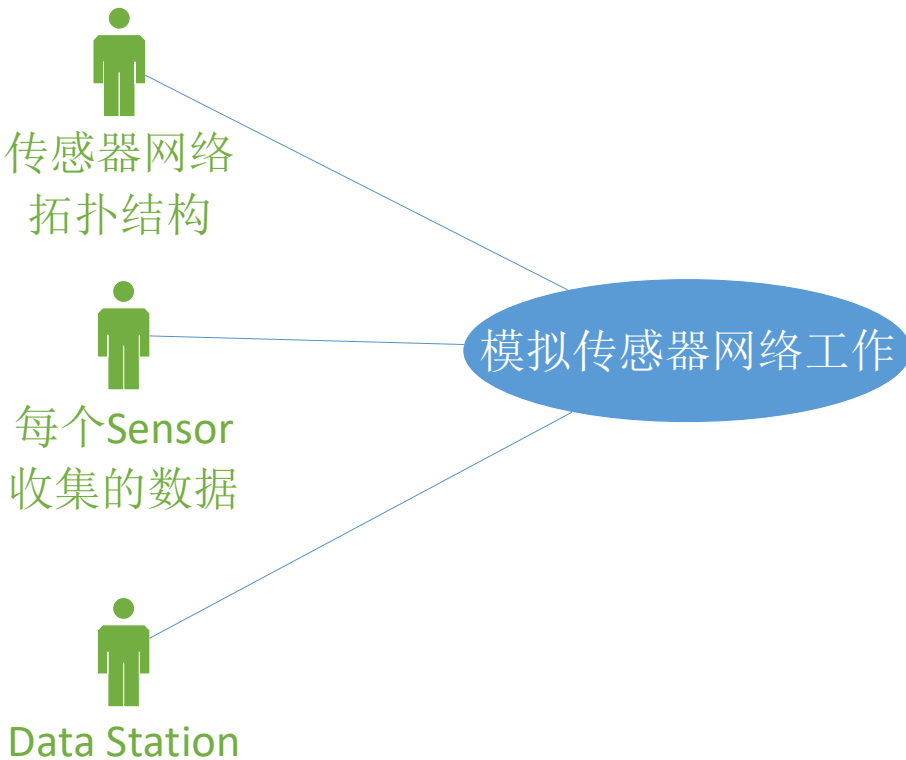 传感器网络
拓扑结构
模拟传感器网络工作
每个Sensor
收集的数据
Data Station